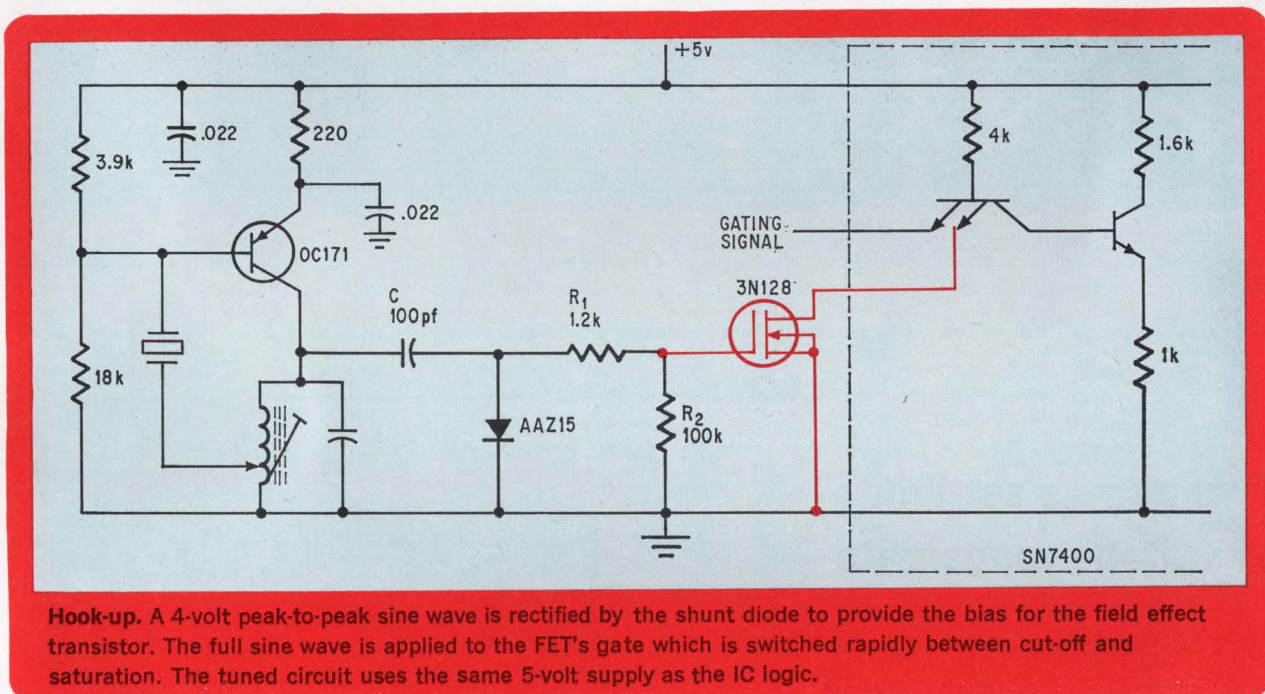 +5v
.022
220
4k
1.6k
3.9k
.022
GATING
SIGNAL
OC171
3N128
C
100pf
R1
1.2k
1k
18k
AAZ15
R2
100k
SN7400
Hook-up. A 4-volt peak-to-peak sine wave is rectified by the shunt diode to provide the bias for the field effect
transistor. The full sine wave is applied to the FET's gate which is switched rapidly between cut-off and
saturation. The tuned circuit uses the same 5-volt supply as the IC logic.